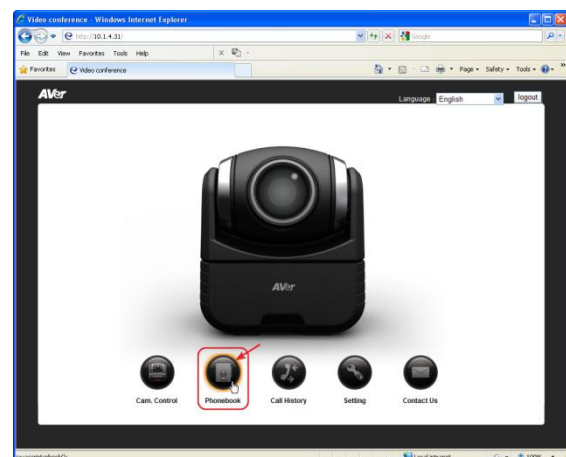 Video conference - Windows Internet Explorer
http://10.1.4.31/
Google
File Edit View Favorites Tools Help
Favorites Video conference Page Safety Tools
AVer Language English logout
AVer
Cam. Control Phonebook Call History Setting Contact Us
Local intranet 100%